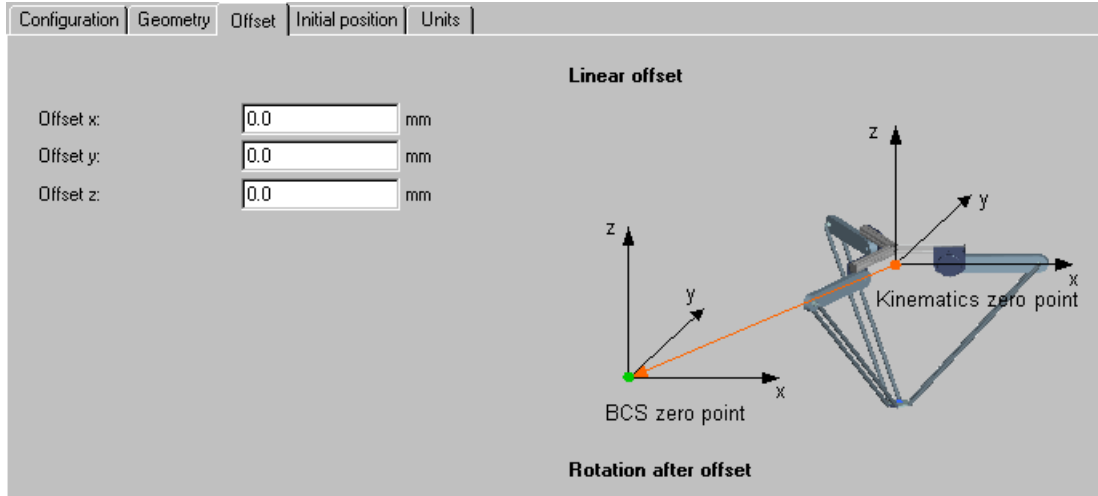 Configuration Geometry Offset Initial position Units
Linear offset
Offset x: 0.0 mm
Offset y: 0.0 mm
Offset z: 0.0 mm
z
y
x
Kinematics zero point
z
y
x
BCS zero point
Rotation after offset